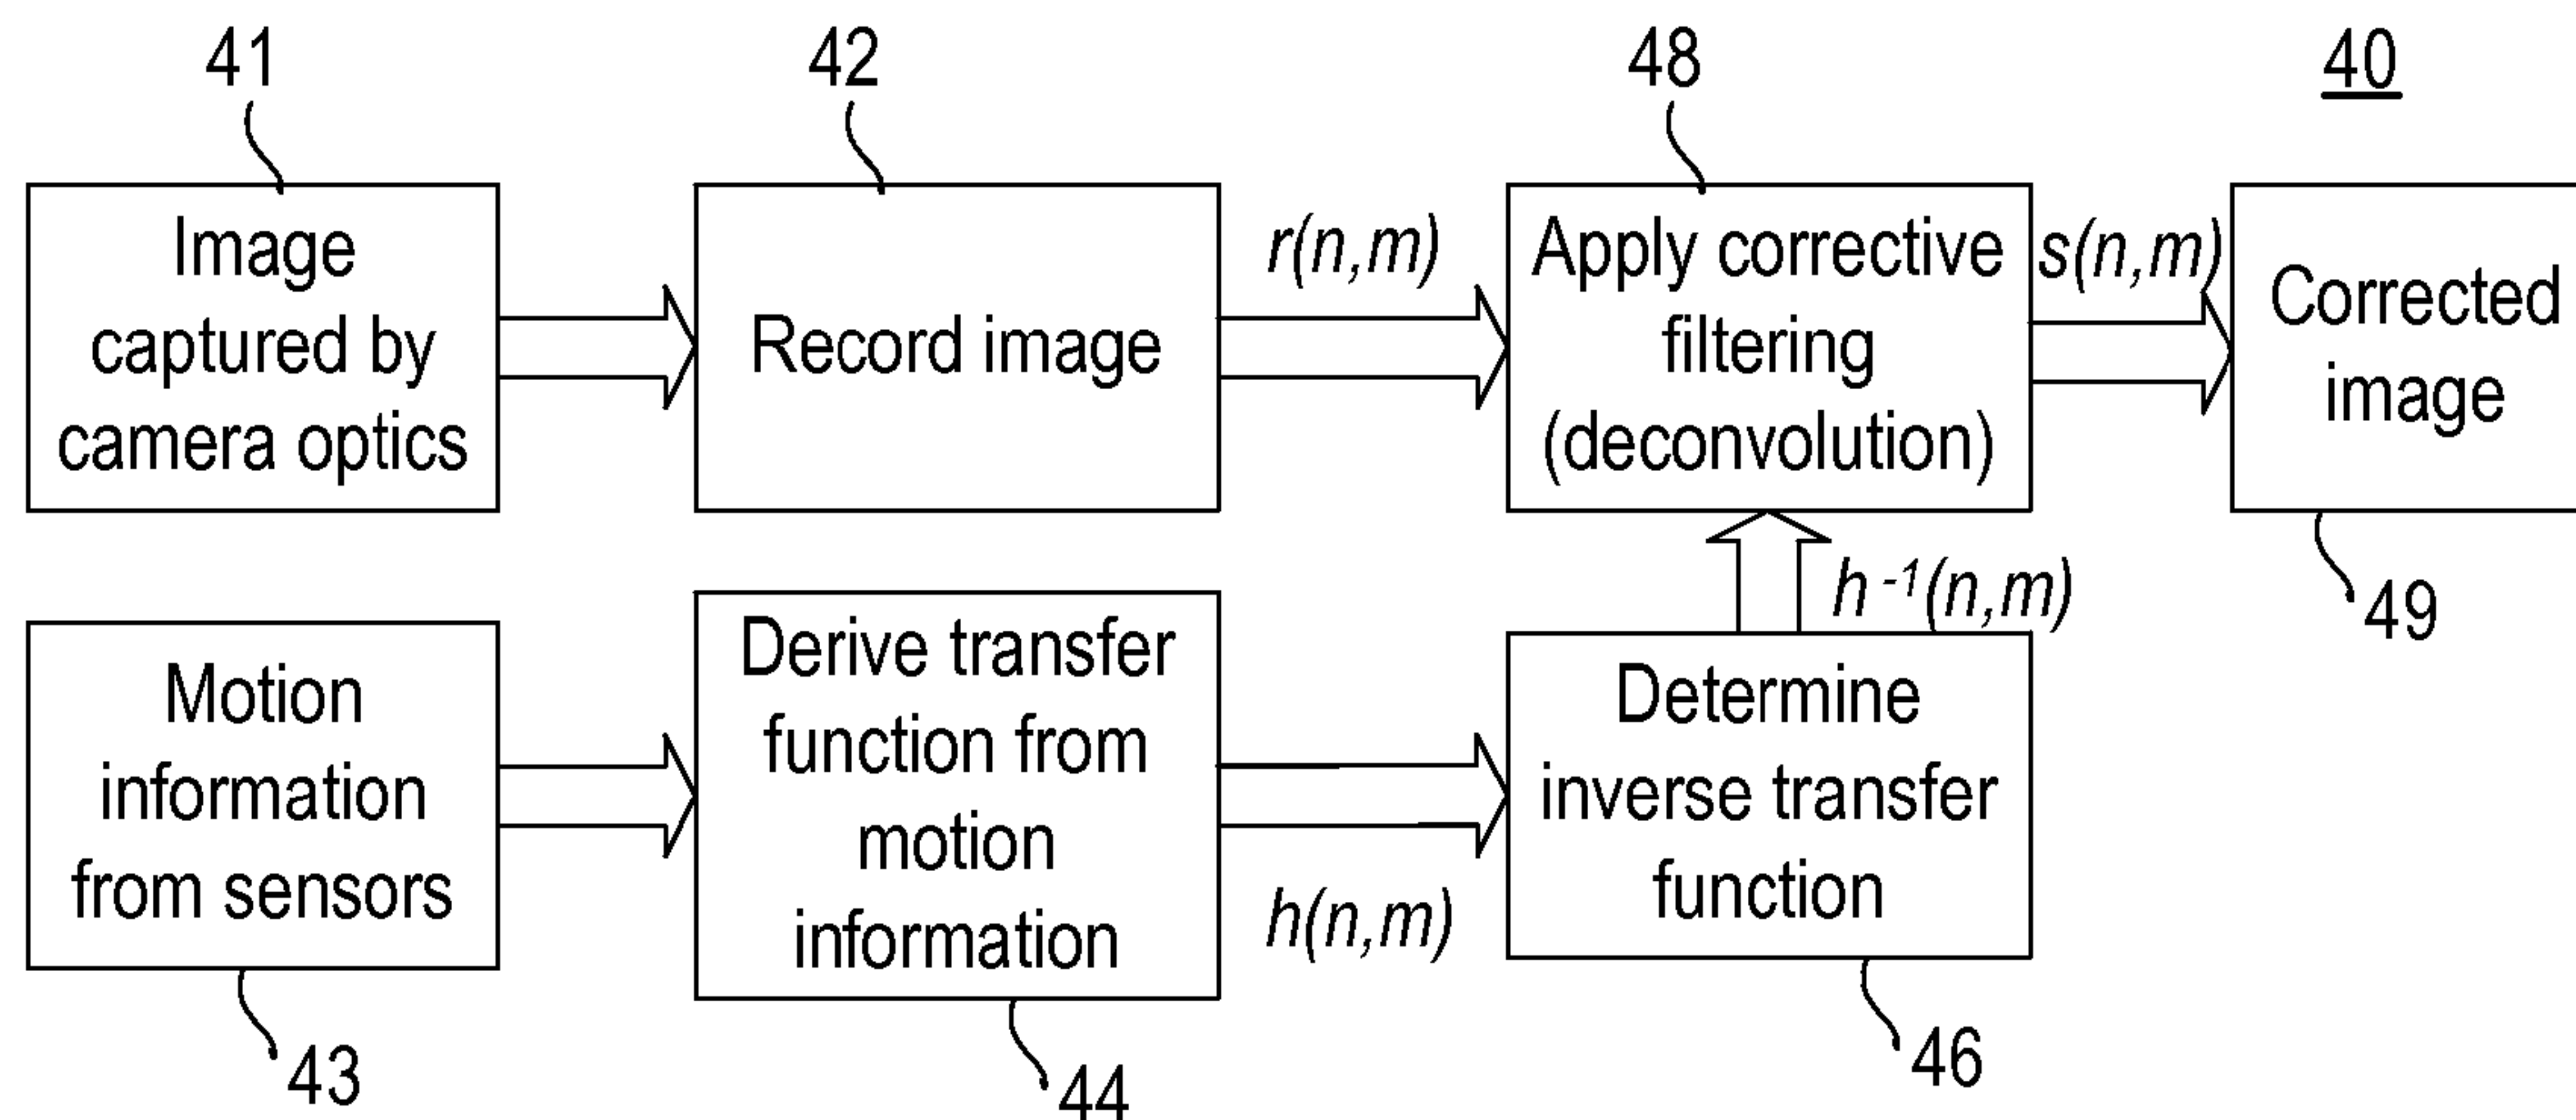 41
42
48
40
Image
captured by
camera optics
Record image
r(n,m)
Apply corrective
filtering
(deconvolution)
s(n,m)
Corrected
image
h⁻¹(n,m)
49
Motion
information
from sensors
Derive transfer
function from
motion
information
h(n,m)
Determine
inverse transfer
function
43
44
46